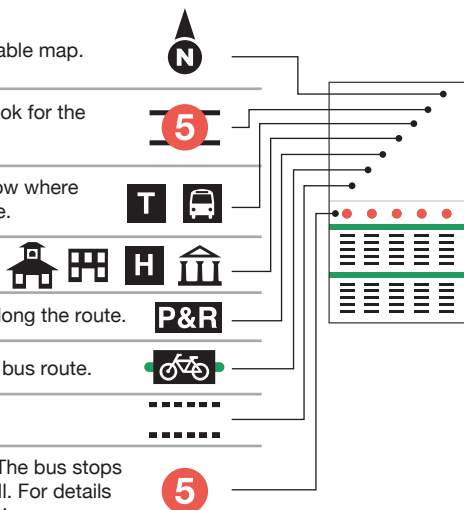 able map.
N
ok for the
5
ow where
e.
T
H
long the route.
P&R
bus route.
The bus stops
ll. For details
5